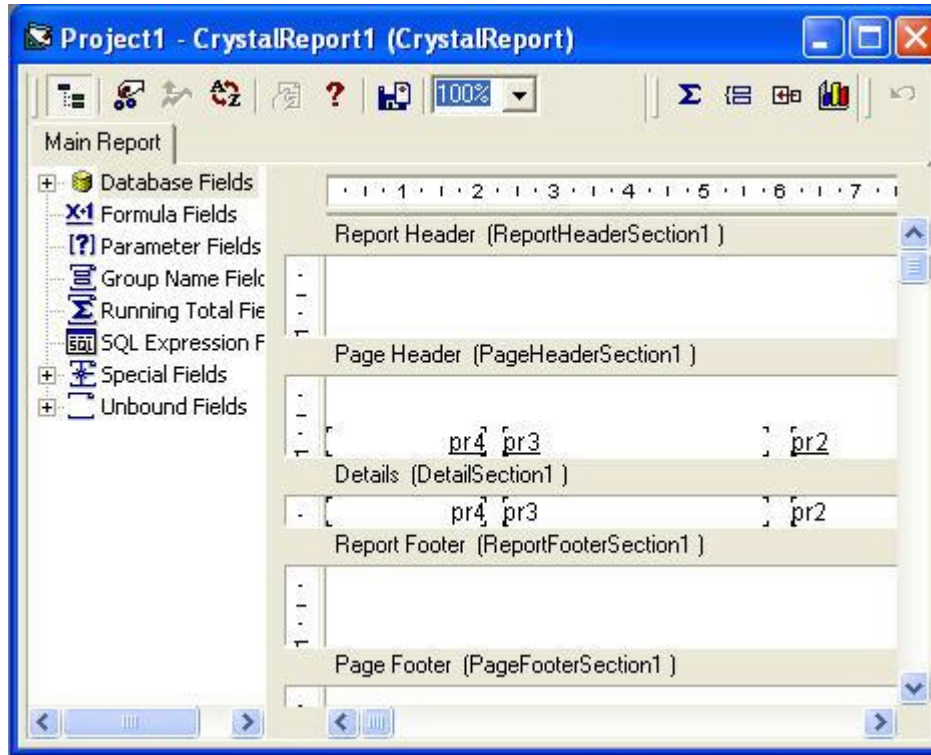 Project1 - CrystalReport1 (CrystalReport)
100%
Main Report
Database Fields
Formula Fields
Parameter Fields
Group Name Field
Running Total Fie
SQL Expression F
Special Fields
Unbound Fields
1 2 3 4 5 6 7
Report Header (ReportHeaderSection1 )
Page Header (PageHeaderSection1 )
pr4 pr3 pr2
Details (DetailSection1 )
pr4 pr3 pr2
Report Footer (ReportFooterSection1 )
Page Footer (PageFooterSection1 )